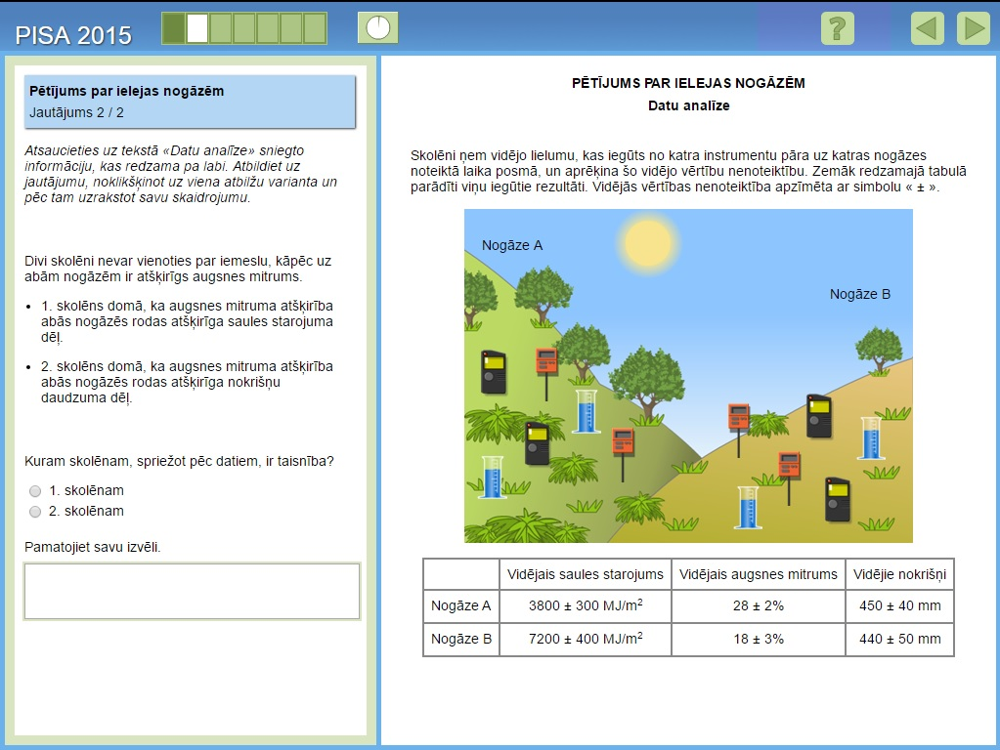 PISA 2015
?
Pētījums par ielejas nogāzēm
Jautājums 2 / 2
Atsaucieties uz tekstā «Datu analīze» sniegto
informāciju, kas redzama pa labi. Atbildiet uz
jautājumu, noklikšķinot uz viena atbilžu varianta un
pēc tam uzrakstot savu skaidrojumu.
Divi skolēni nevar vienoties par iemeslu, kāpēc uz
abām nogāzēm ir atšķirīgs augsnes mitrums.
• 1. skolēns domā, ka augsnes mitruma atšķirība
abās nogāzēs rodas atšķirīga saules starojuma
dēļ.
• 2. skolēns domā, ka augsnes mitruma atšķirība
abās nogāzēs rodas atšķirīga nokrišņu
daudzuma dēļ.
Kuram skolēnam, spriežot pēc datiem, ir taisnība?
1. skolēnam
2. skolēnam
Pamatojiet savu izvēli.
PĒTĪJUMS PAR IELEJAS NOGĀZĒM
Datu analīze
Skolēni ņem vidējo lielumu, kas iegūts no katra instrumentu pāra uz katras nogāzes
noteiktā laika posmā, un aprēķina šo vidējo vērtību nenoteiktību. Zemāk redzamajā tabulā
parādīti viņu iegūtie rezultāti. Vidējās vērtības nenoteiktība apzīmēta ar simbolu « ± ».
Nogāze A
Nogāze B
Vidējais saules starojums Vidējais augsnes mitrums Vidējie nokrišņi
Nogāze A 3800 ± 300 MJ/m² 28 ± 2% 450 ± 40 mm
Nogāze B 7200 ± 400 MJ/m² 18 ± 3% 440 ± 50 mm